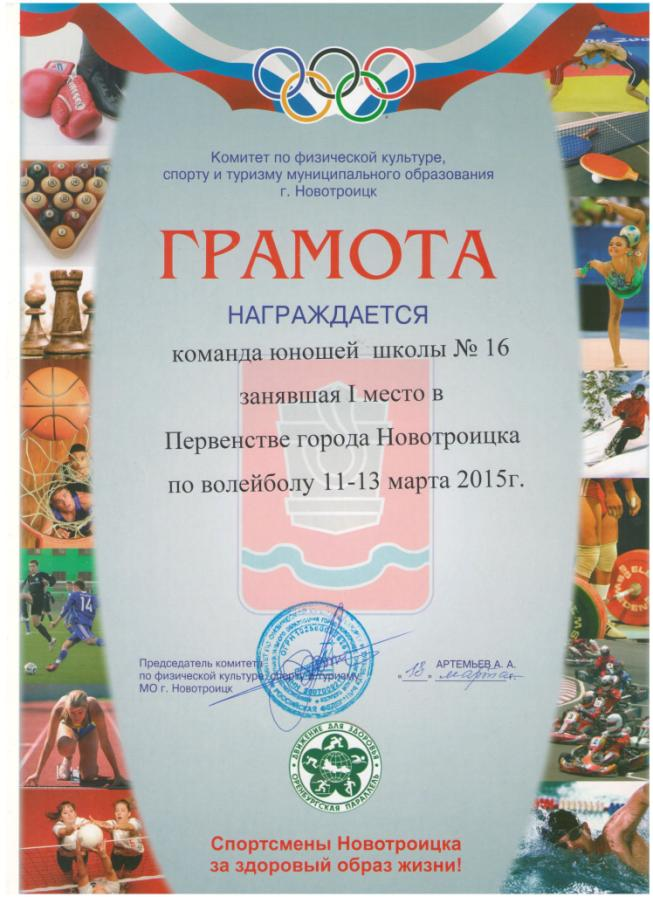 Комитет по физической культуре,
спорту и туризму муниципального образования
г. Новотроицк
ГРАМОТА
НАГРАЖДАЕТСЯ
команда юношей школы № 16
занявшая I место в
Первенстве города Новотроицка
по волейболу 11-13 марта 2015г.
Председатель комитета
по физической культуре, спорту и туризму
МО г. Новотроицк
АРТЕМЬЕВ А. А.
« 13 » марта г.
ДВИЖЕНИЕ ДЛЯ ЗДОРОВЬЯ
ОРЕНБУРГСКАЯ ПАРАЛЛЕЛЬ
Спортсмены Новотроицка
за здоровый образ жизни!